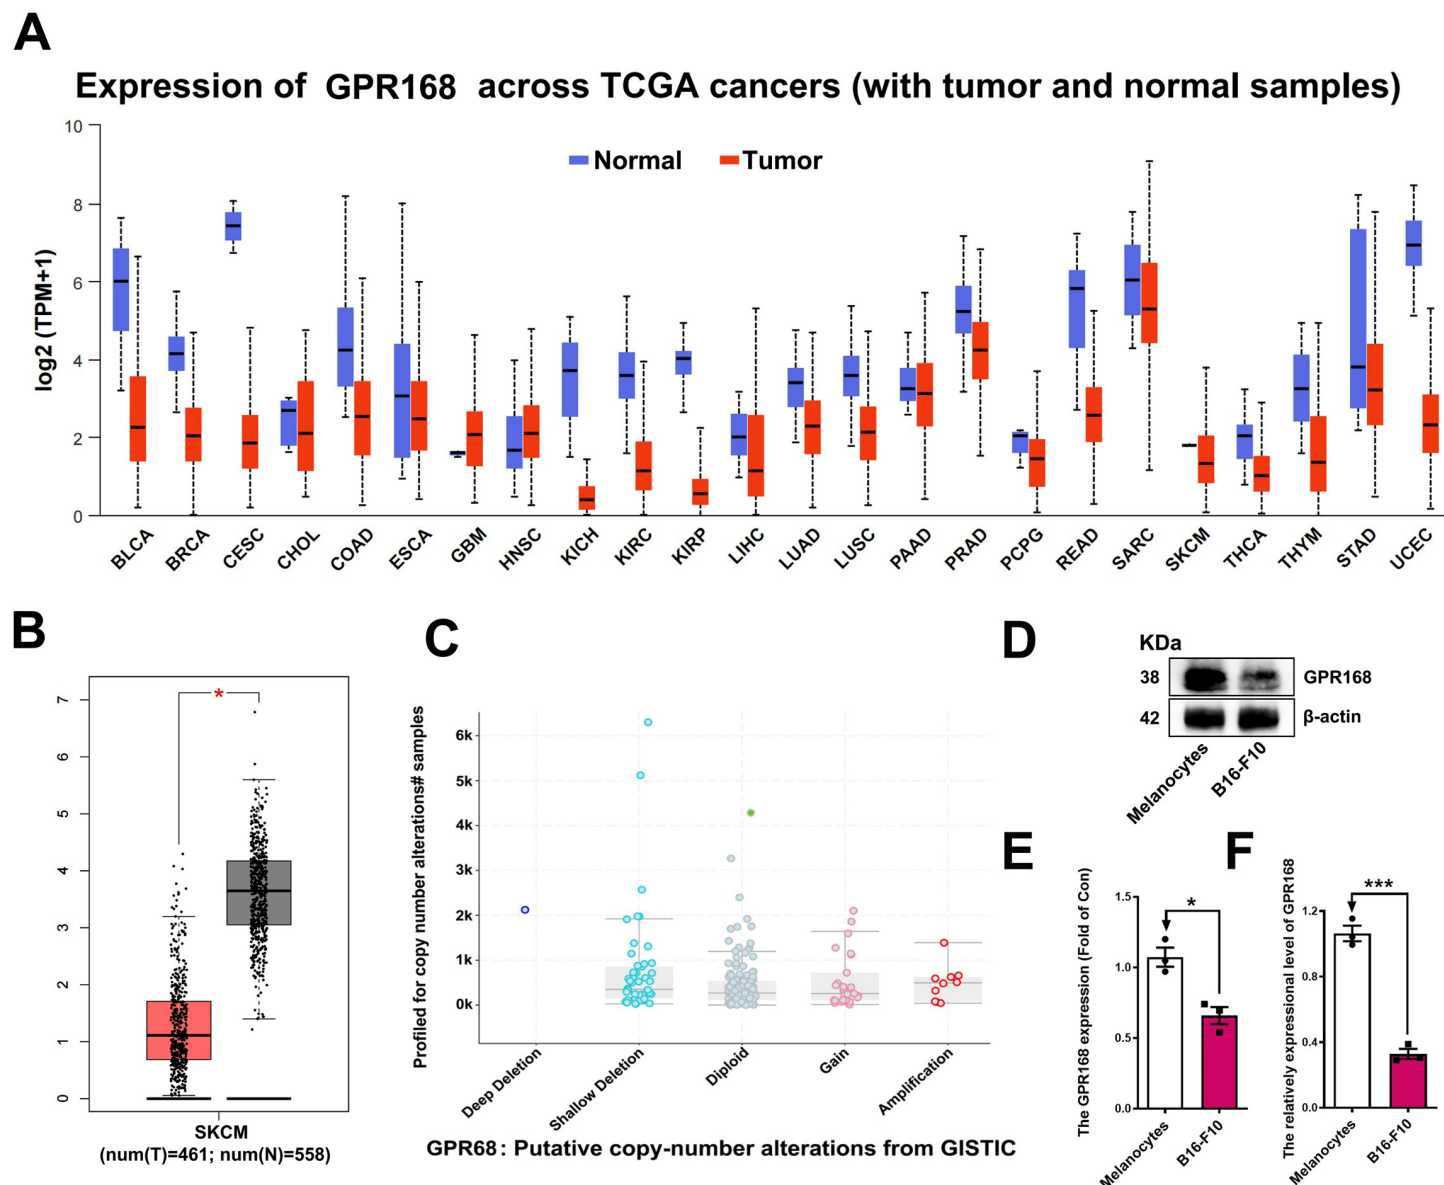 A
Expression of GPR168 across TCGA cancers (with tumor and normal samples)
Normal
Tumor
log2 (TPM+1)
10
8
6
4
2
0
BLCA
BRCA
CESC
CHOL
COAD
ESCA
GBM
HNSC
KICH
KIRC
KIRP
LIHC
LUAD
LUSC
PAAD
PRAD
PCPG
READ
SARC
SKCM
THCA
THYM
STAD
UCEC
B
*
7
6
5
4
3
2
1
0
SKCM
(num(T)=461; num(N)=558)
C
Profiled for copy number alterations# samples
6k
5k
4k
3k
2k
1k
0k
Deep Deletion
Shallow Deletion
Diploid
Gain
Amplification
GPR68: Putative copy-number alterations from GISTIC
D
KDa
38
GPR168
42
β-actin
Melanocytes
B16-F10
E
The GPR168 expression (Fold of Con)
1.5
1.0
0.5
0.0
*
Melanocytes
B16-F10
F
The relatively expressional level of GPR168
1.2
0.8
0.4
0.0
***
Melanocytes
B16-F10